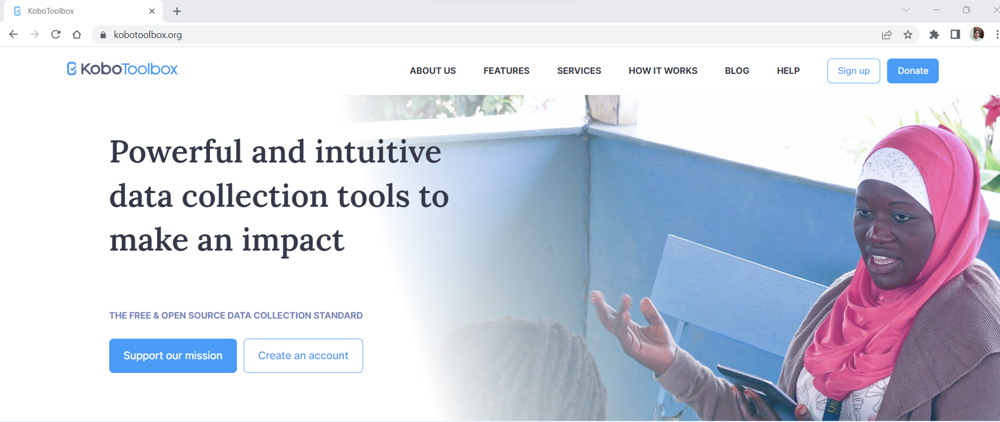 KoboToolbox
kobotoolbox.org
KoboToolbox
ABOUT US
FEATURES
SERVICES
HOW IT WORKS
BLOG
HELP
Sign up
Donate
Powerful and intuitive
data collection tools to
make an impact
THE FREE & OPEN SOURCE DATA COLLECTION STANDARD
Support our mission
Create an account